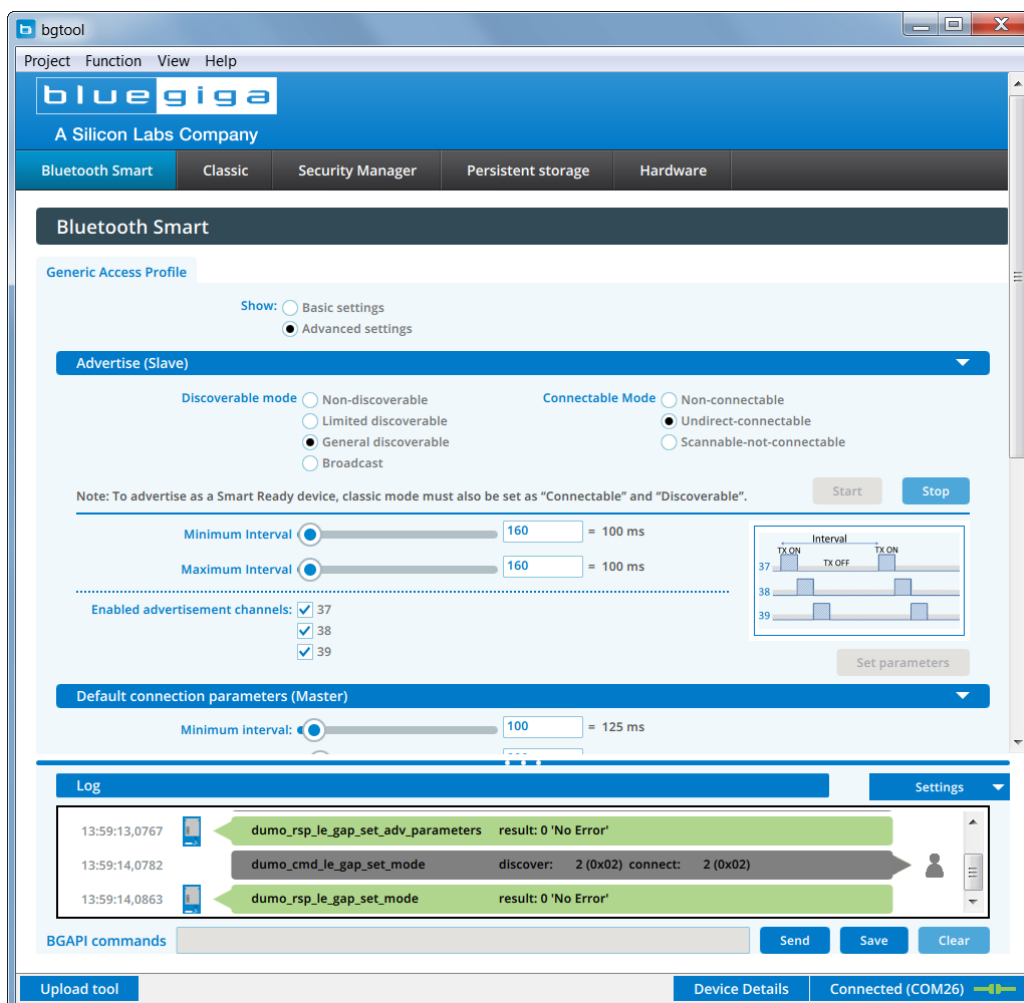 bgtool
Project Function View Help
bluegiga
A Silicon Labs Company
Bluetooth Smart Classic Security Manager Persistent storage Hardware
Bluetooth Smart
Generic Access Profile
Show: Basic settings
Advanced settings
Advertise (Slave)
Discoverable mode Non-discoverable Connectable Mode Non-connectable
Limited discoverable Undirect-connectable
General discoverable Scannable-not-connectable
Broadcast
Note: To advertise as a Smart Ready device, classic mode must also be set as “Connectable” and “Discoverable”. Start Stop
Minimum Interval 160 = 100 ms
Maximum Interval 160 = 100 ms
Interval
TX ON TX ON
37 TX OFF
38
39
Enabled advertisement channels: 37
38
39
Set parameters
Default connection parameters (Master)
Minimum interval: 100 = 125 ms
Log Settings
13:59:13,0767 dumo_rsp_le_gap_set_adv_parameters result: 0 'No Error'
13:59:14,0782 dumo_cmd_le_gap_set_mode discover: 2 (0x02) connect: 2 (0x02)
13:59:14,0863 dumo_rsp_le_gap_set_mode result: 0 'No Error'
BGAPI commands Send Save Clear
Upload tool Device Details Connected (COM26)